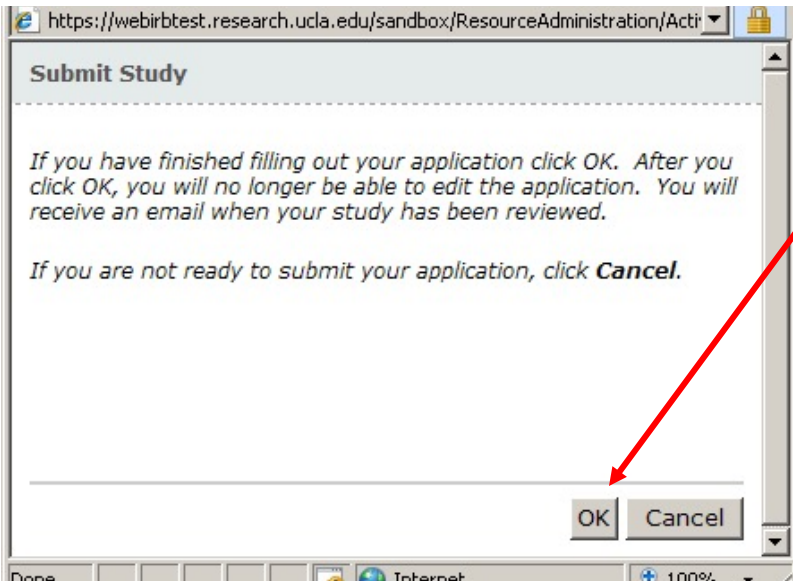 https://webirbtest.research.ucla.edu/sandbox/ResourceAdministration/Acti
Submit Study
If you have finished filling out your application click OK. After you
click OK, you will no longer be able to edit the application. You will
receive an email when your study has been reviewed.
If you are not ready to submit your application, click Cancel.
OK Cancel
Done Internet 100%